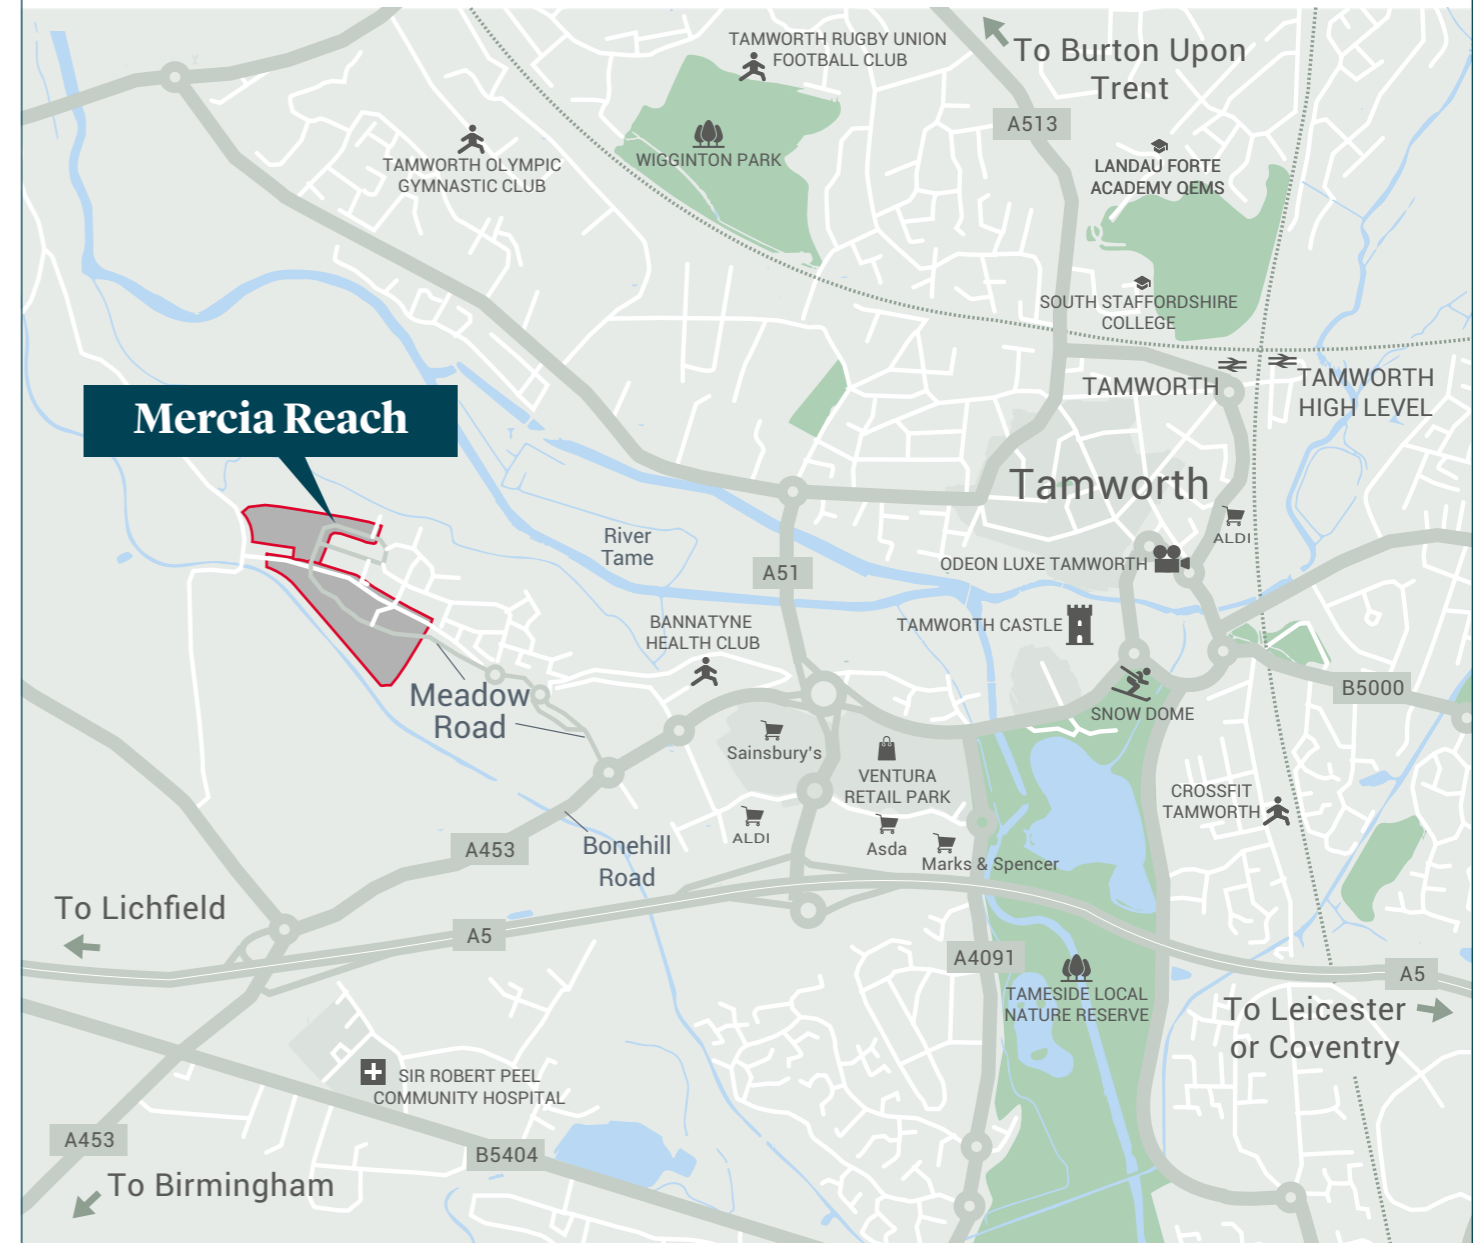 TAMWORTH RUGBY UNION
FOOTBALL CLUB
To Burton Upon
Trent
A513
TAMWORTH OLYMPIC
GYMNASTIC CLUB
WIGGINTON PARK
LANDAU FORTE
ACADEMY QEMS
SOUTH STAFFORDSHIRE
COLLEGE
TAMWORTH
TAMWORTH
HIGH LEVEL
Mercia Reach
Tamworth
ALDI
River
Tame
A51
ODEON LUXE TAMWORTH
BANNATYNE
HEALTH CLUB
TAMWORTH CASTLE
Meadow
Road
B5000
SNOW DOME
Sainsbury's
VENTURA
RETAIL PARK
CROSSFIT
TAMWORTH
ALDI
Asda
Marks & Spencer
A453
Bonehill
Road
To Lichfield
A5
A4091
A5
TAMESIDE LOCAL
NATURE RESERVE
To Leicester
or Coventry
SIR ROBERT PEEL
COMMUNITY HOSPITAL
A453
B5404
To Birmingham